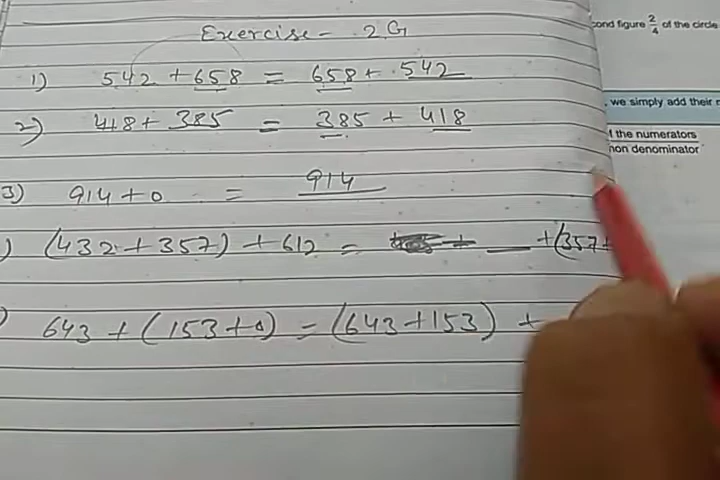 Exercise - 2G
1) 542 + 658 = 658 + 542
2) 418 + 385 = 385 + 418
3) 914 + 0 = 914
) (432 + 357) + 612 = __ + (357 +
) 643 + (153 + 0) = (643 + 153) +
cond figure 2/4 of the circle
, we simply add their
the numerators
non denominator